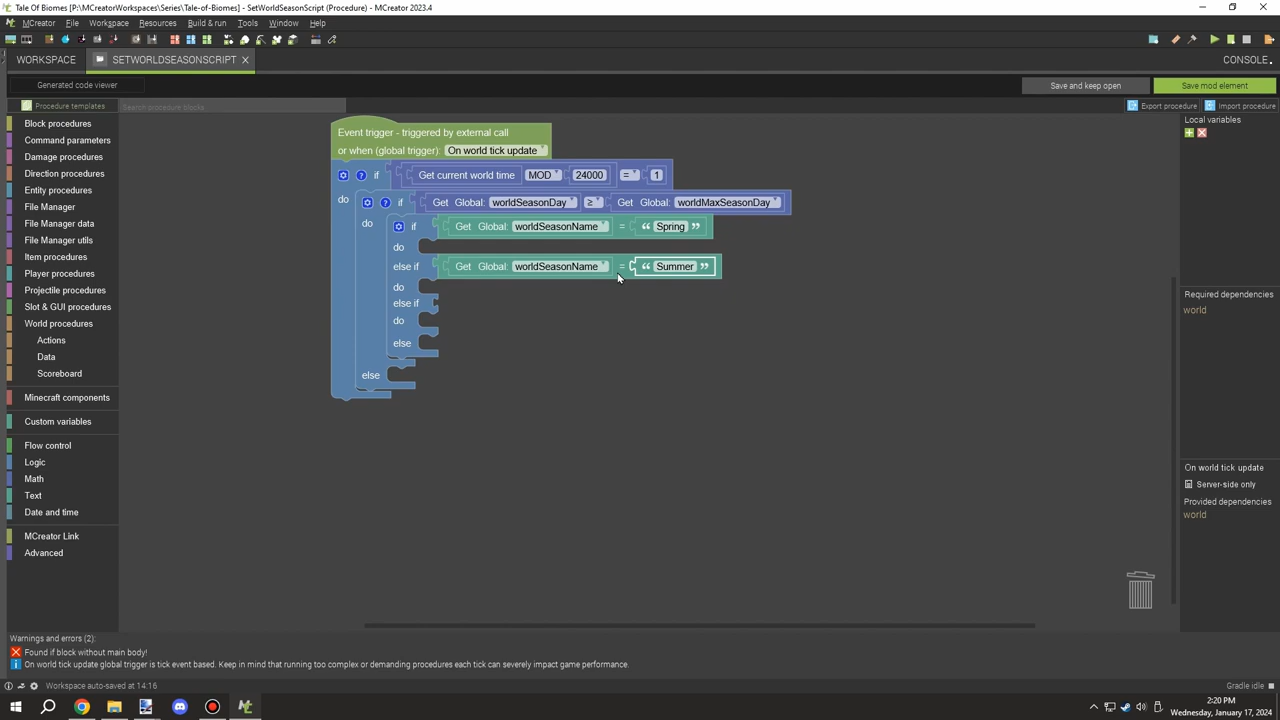 Tale Of Biomes [P:\MCreatorWorkspaces\Series\Tale-of-Biomes] - SetWorldSeasonScript (Procedure) - MCreator 2023.4
MCreator File Workspace Resources Build & run Tools Window Help
WORKSPACE SETWORLDSEASONSCRIPT CONSOLE
Generated code viewer Save and keep open Save mod element
Procedure templates Search procedure blocks Export procedure Import procedure
Block procedures
Command parameters
Damage procedures
Direction procedures
Entity procedures
File Manager
File Manager data
File Manager utils
Item procedures
Player procedures
Projectile procedures
Slot & GUI procedures
World procedures
Actions
Data
Scoreboard
Minecraft components
Custom variables
Flow control
Logic
Math
Text
Date and time
MCreator Link
Advanced
Event trigger - triggered by external call
or when (global trigger): On world tick update
if Get current world time MOD 24000 = 1
do if Get Global: worldSeasonDay ≥ Get Global: worldMaxSeasonDay
do if Get Global: worldSeasonName = “ Spring ”
do
else if Get Global: worldSeasonName = “ Summer ”
do
else if
do
else
else
Local variables
Required dependencies
world
On world tick update
Server-side only
Provided dependencies
world
Warnings and errors (2):
Found if block without main body!
On world tick update global trigger is tick event based. Keep in mind that running too complex or demanding procedures each tick can severely impact game performance.
Workspace auto-saved at 14:16 Gradle idle
2:20 PM
Wednesday, January 17, 2024